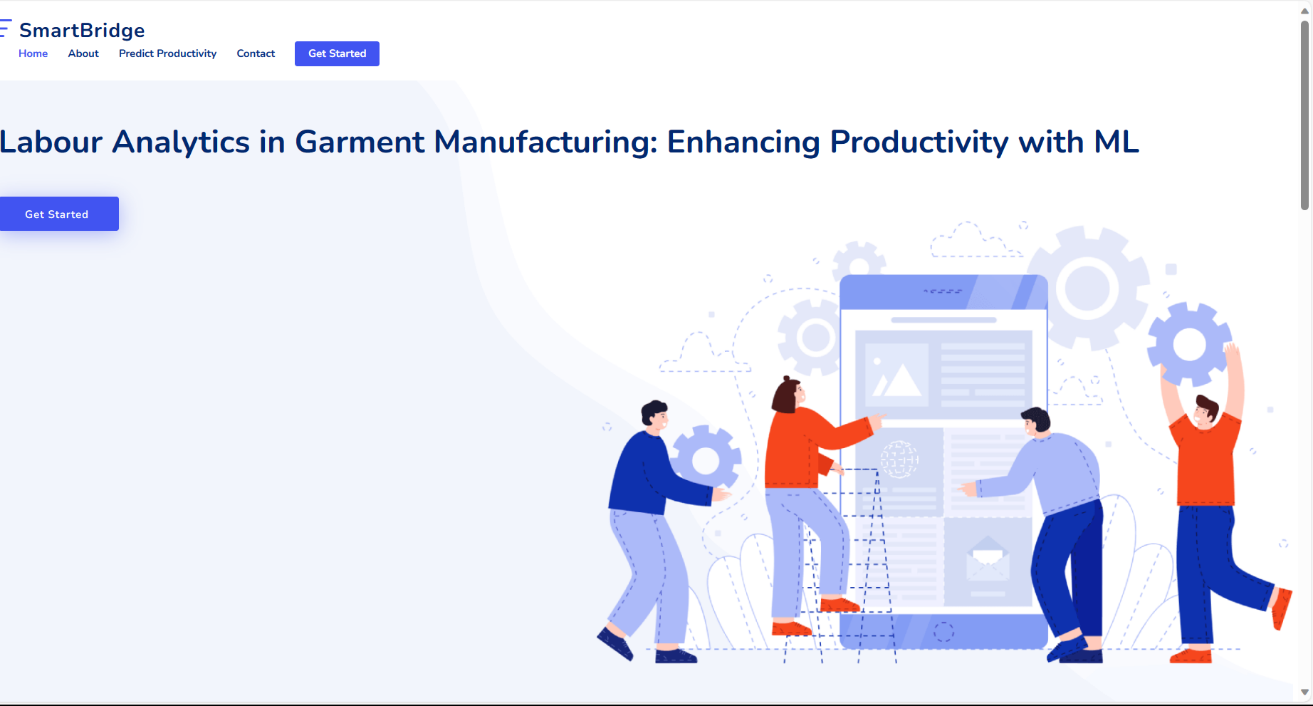 SmartBridge
Home About Predict Productivity Contact Get Started
Labour Analytics in Garment Manufacturing: Enhancing Productivity with ML
Get Started